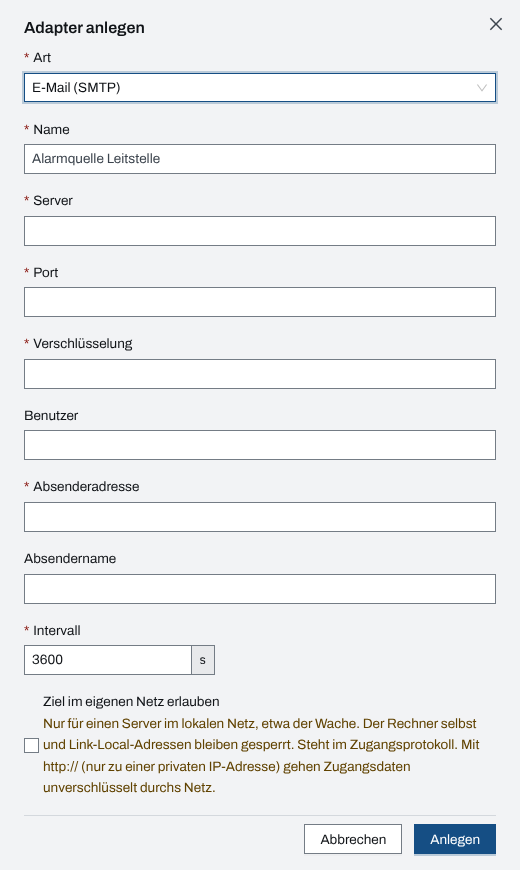 Adapter anlegen
* Art
E-Mail (SMTP)
* Name
Alarmquelle Leitstelle
* Server
* Port
* Verschlüsselung
Benutzer
* Absenderadresse
Absendername
* Intervall
3600 s
Ziel im eigenen Netz erlauben
Nur für einen Server im lokalen Netz, etwa der Wache. Der Rechner selbst
und Link-Local-Adressen bleiben gesperrt. Steht im Zugangsprotokoll. Mit
http:// (nur zu einer privaten IP-Adresse) gehen Zugangsdaten
unverschlüsselt durchs Netz.
Abbrechen Anlegen